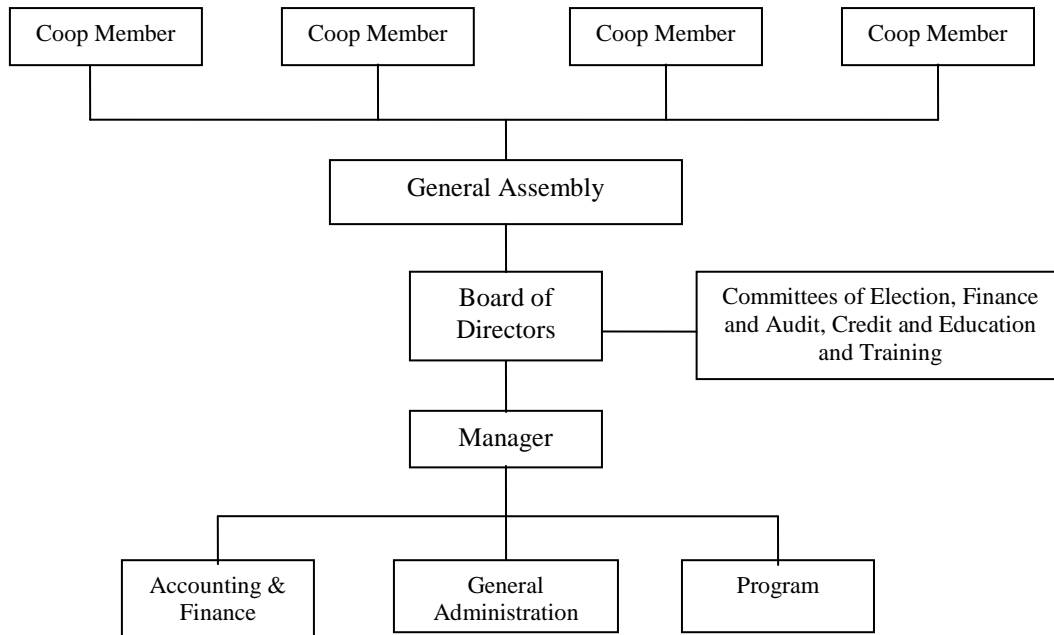 Coop Member
Coop Member
Coop Member
Coop Member
General Assembly
Board of
Directors
Committees of Election, Finance
and Audit, Credit and Education
and Training
Manager
Accounting &
Finance
General
Administration
Program